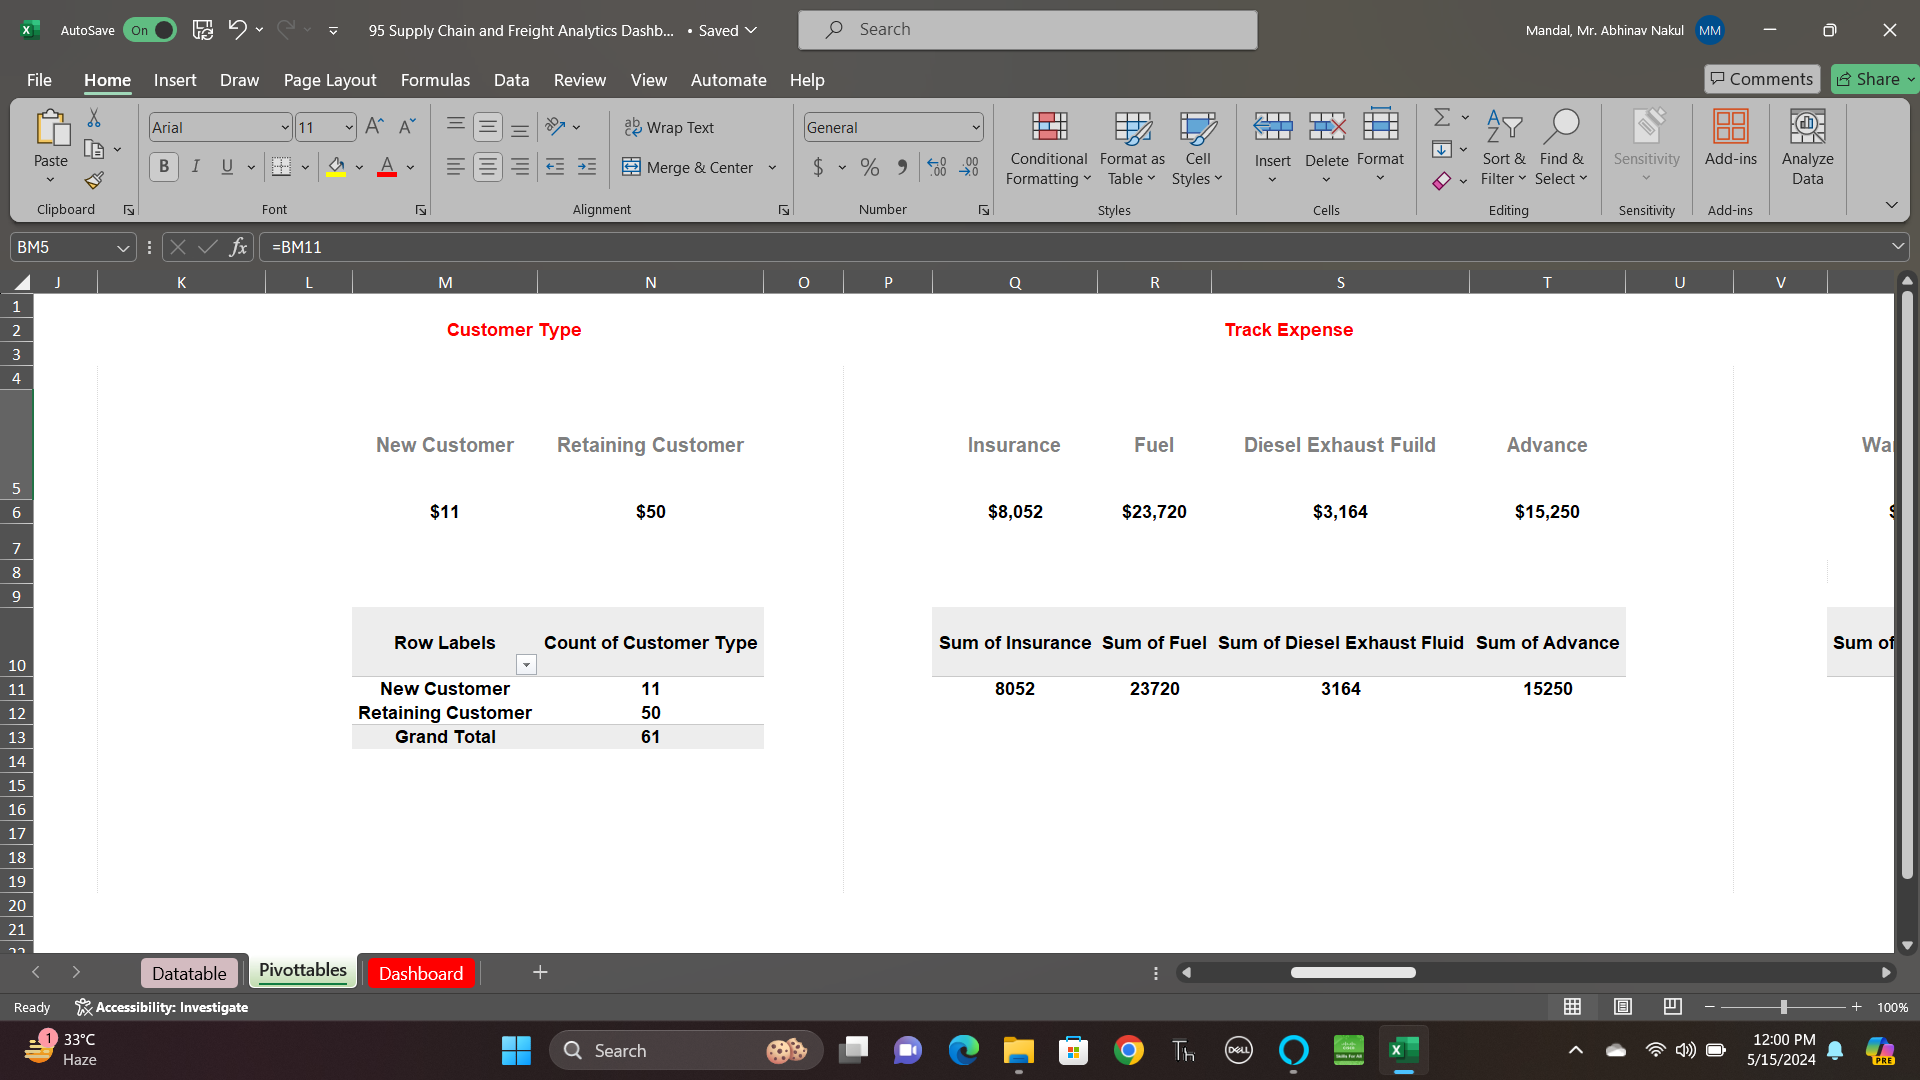 AutoSave On 95 Supply Chain and Freight Analytics Dashb... • Saved Search Mandal, Mr. Abhinav Nakul MM
File Home Insert Draw Page Layout Formulas Data Review View Automate Help Comments Share
Arial 11 Wrap Text General
Paste B I U A Merge & Center $ % Conditional Formatting Format as Table Cell Styles Insert Delete Format Sort & Filter Find & Select Sensitivity Add-ins Analyze Data
Clipboard Font Alignment Number Styles Cells Editing Sensitivity Add-ins
BM5 fx =BM11
J K L M N O P Q R S T U V
1
2 Customer Type Track Expense
3
4
New Customer Retaining Customer Insurance Fuel Diesel Exhaust Fuild Advance
5
6 $11 $50 $8,052 $23,720 $3,164 $15,250
7
8
9
Row Labels Count of Customer Type Sum of Insurance Sum of Fuel Sum of Diesel Exhaust Fluid Sum of Advance Sum of
10
11 New Customer 11 8052 23720 3164 15250
12 Retaining Customer 50
13 Grand Total 61
14
15
16
17
18
19
20
21
Datatable Pivottables Dashboard
Ready Accessibility: Investigate 100%
1 33°C Search DELL 12:00 PM
Haze 5/15/2024 PRE